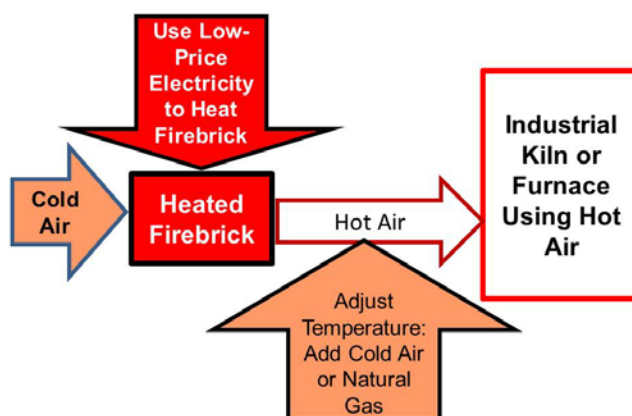 Use Low-
Price
Electricity
to Heat
Firebrick
Cold
Air
Heated
Firebrick
Hot Air
Industrial
Kiln or
Furnace
Using Hot
Air
Adjust
Temperature:
Add Cold Air
or Natural
Gas